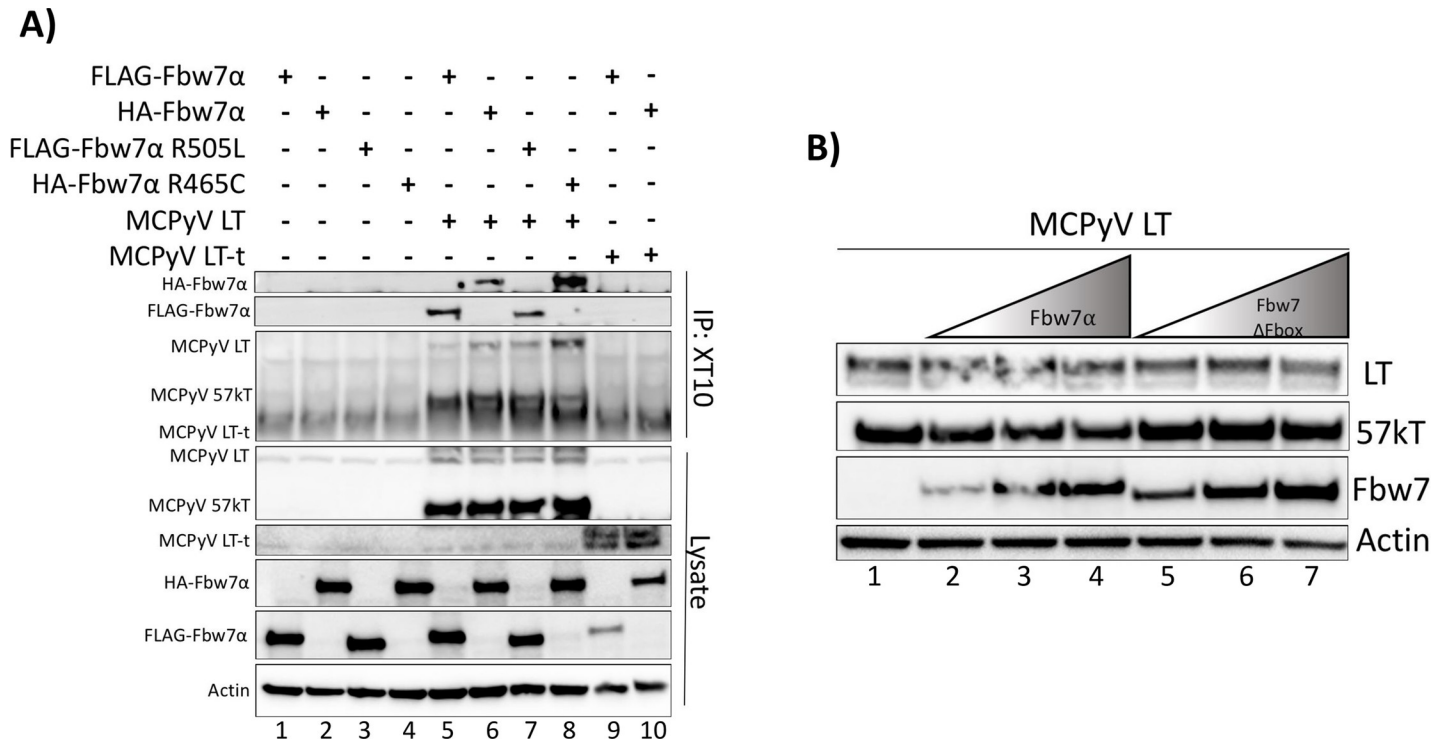 A)
FLAG-Fbw7α + - - - + - - - + -
HA-Fbw7α - + - - - + - - - +
FLAG-Fbw7α R505L - - + - - - + - - -
HA-Fbw7α R465C - - - + - - - + - -
MCPyV LT - - - - + + + + - -
MCPyV LT-t - - - - - - - - + +
HA-Fbw7α
FLAG-Fbw7α
MCPyV LT
MCPyV 57kT
MCPyV LT-t
IP: XT10
MCPyV LT
MCPyV 57kT
MCPyV LT-t
HA-Fbw7α
FLAG-Fbw7α
Actin
Lysate
1 2 3 4 5 6 7 8 9 10
B)
MCPyV LT
Fbw7α
Fbw7
ΔFbox
LT
57kT
Fbw7
Actin
1 2 3 4 5 6 7